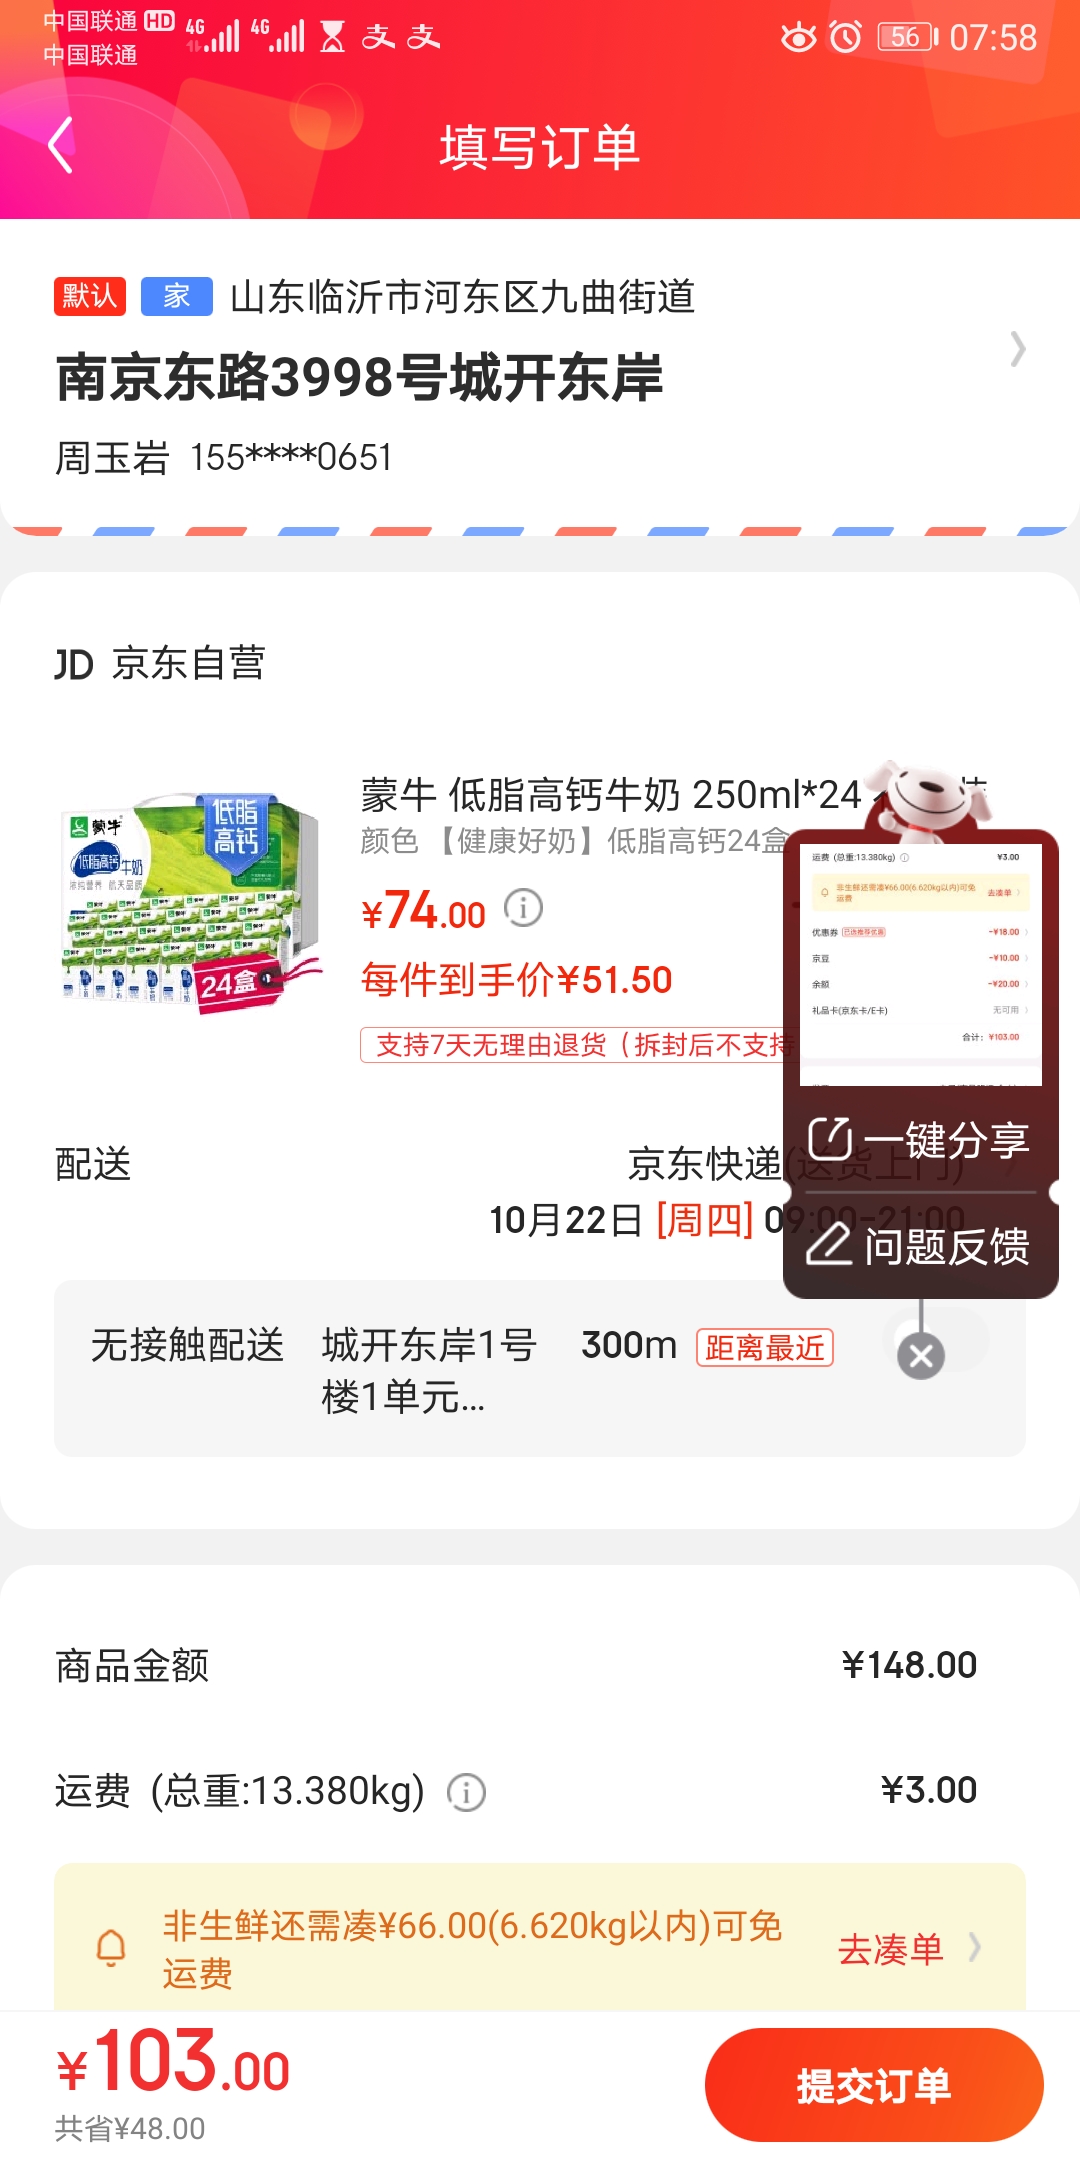 中国联通 HD 4G 4G 支 支 56 07:58
中国联通
填写订单
默认 家 山东临沂市河东区九曲街道
南京东路3998号城开东岸
周玉岩 155****0651
JD 京东自营
蒙牛 低脂高钙牛奶 250ml*24
颜色 【健康好奶】低脂高钙24盒
¥74.00
每件到手价¥51.50
支持7天无理由退货（拆封后不支持
蒙牛
低脂高钙
低脂高钙牛奶
24盒
运费 (总重:13.380kg) ¥3.00
非生鲜还需凑¥66.00(6.620kg以内)可免运费 去凑单
优惠券 已选推荐优惠 -¥18.00
京豆 -¥10.00
余额 -¥20.00
礼品卡(京东卡/E卡) 无可用
合计: ¥103.00
一键分享
问题反馈
配送 京东快递(送货上门)
10月22日 [周四] 09:00-21:00
无接触配送 城开东岸1号 300m 距离最近
楼1单元...
商品金额 ¥148.00
运费 (总重:13.380kg) ¥3.00
非生鲜还需凑¥66.00(6.620kg以内)可免
运费
去凑单
¥103.00
共省¥48.00
提交订单